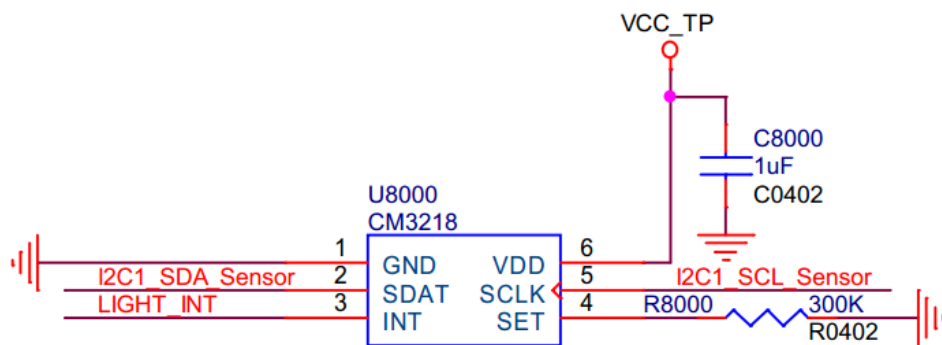 VCC_TP
C8000
1uF
C0402
U8000
CM3218
1 GND VDD 6
I2C1_SDA_Sensor 2 SDAT SCLK 5 I2C1_SCL_Sensor
LIGHT_INT 3 INT SET 4 R8000 300K
R0402